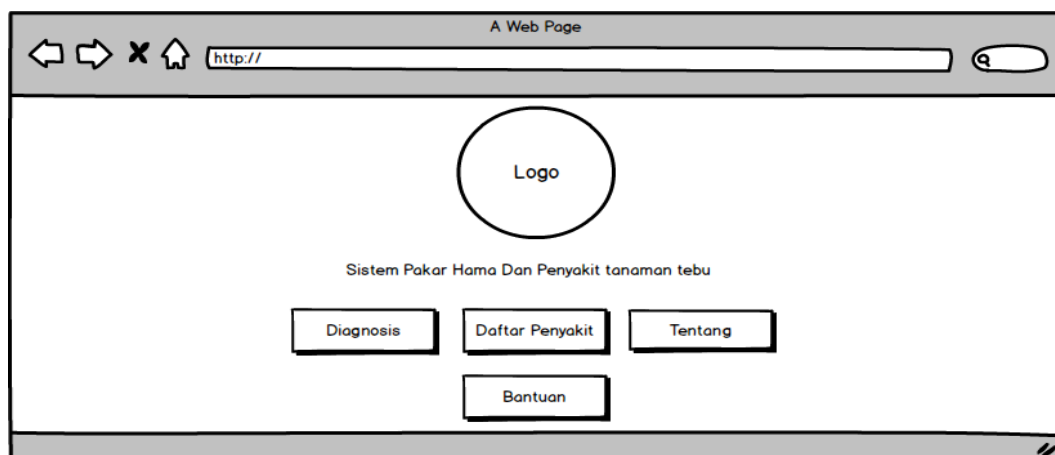 A Web Page
http://
Logo
Sistem Pakar Hama Dan Penyakit tanaman tebu
Diagnosis
Daftar Penyakit
Tentang
Bantuan